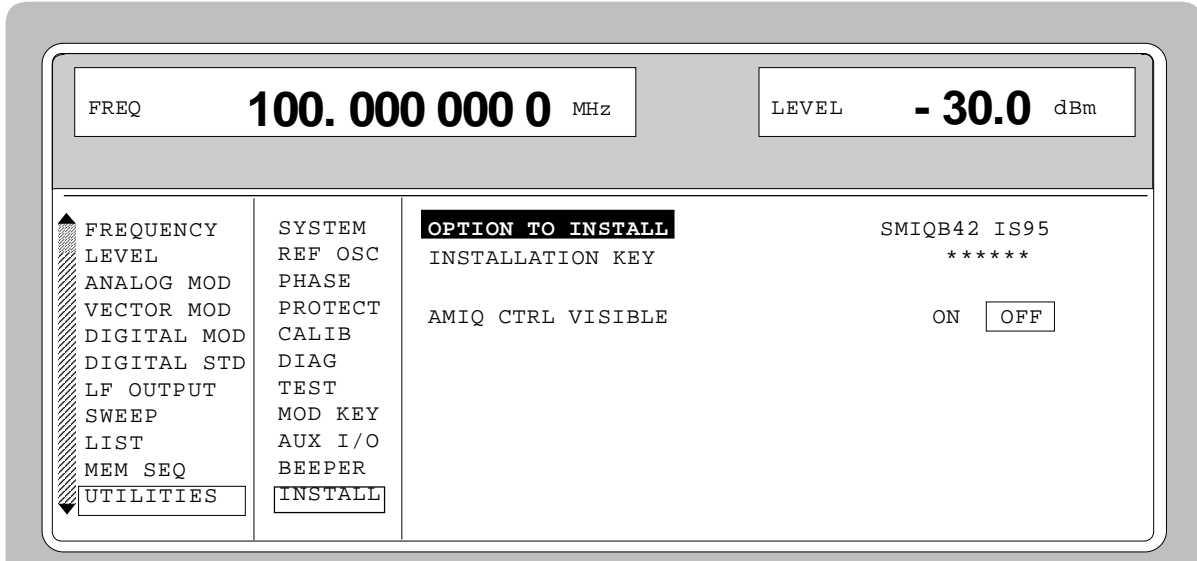 FREQ 100. 000 000 0 MHz LEVEL - 30.0 dBm
FREQUENCY SYSTEM OPTION TO INSTALL SMIQB42 IS95
LEVEL REF OSC INSTALLATION KEY ******
ANALOG MOD PHASE
VECTOR MOD PROTECT AMIQ CTRL VISIBLE ON OFF
DIGITAL MOD CALIB
DIGITAL STD DIAG
LF OUTPUT TEST
SWEEP MOD KEY
LIST AUX I/O
MEM SEQ BEEPER
UTILITIES INSTALL